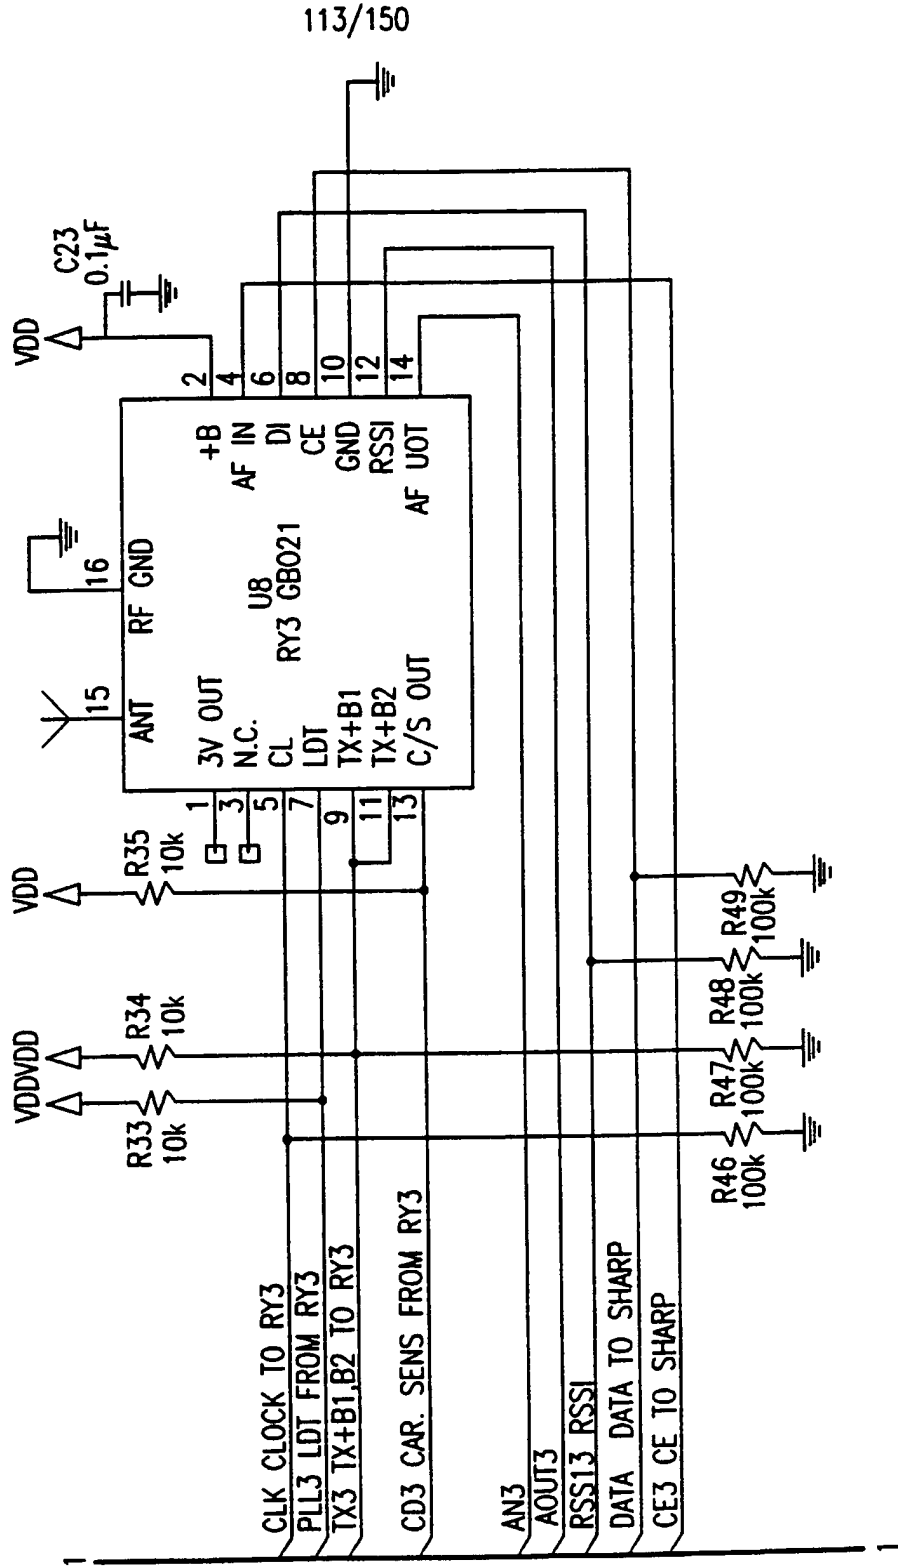 113/150
VDD
C23
0.1μF
2
4
6
8
10
12
14
+B
AF IN
DI
CE
GND
RSSI
AF UOT
16
RF GND
U8
RY3 GB021
15
ANT
3V OUT
N.C.
CL
LDT
TX+B1
TX+B2
C/S OUT
1
3
5
7
9
11
13
VDD
R35
10k
VDDVDD
R34
10k
R33
10k
R49
100k
R48
100k
R47
100k
R46
100k
CLK CLOCK TO RY3
PLL3 LDT FROM RY3
TX3 TX+B1,B2 TO RY3
CD3 CAR. SENS FROM RY3
AN3
AOUT3
RSS13 RSSI
DATA DATA TO SHARP
CE3 CE TO SHARP
1
1